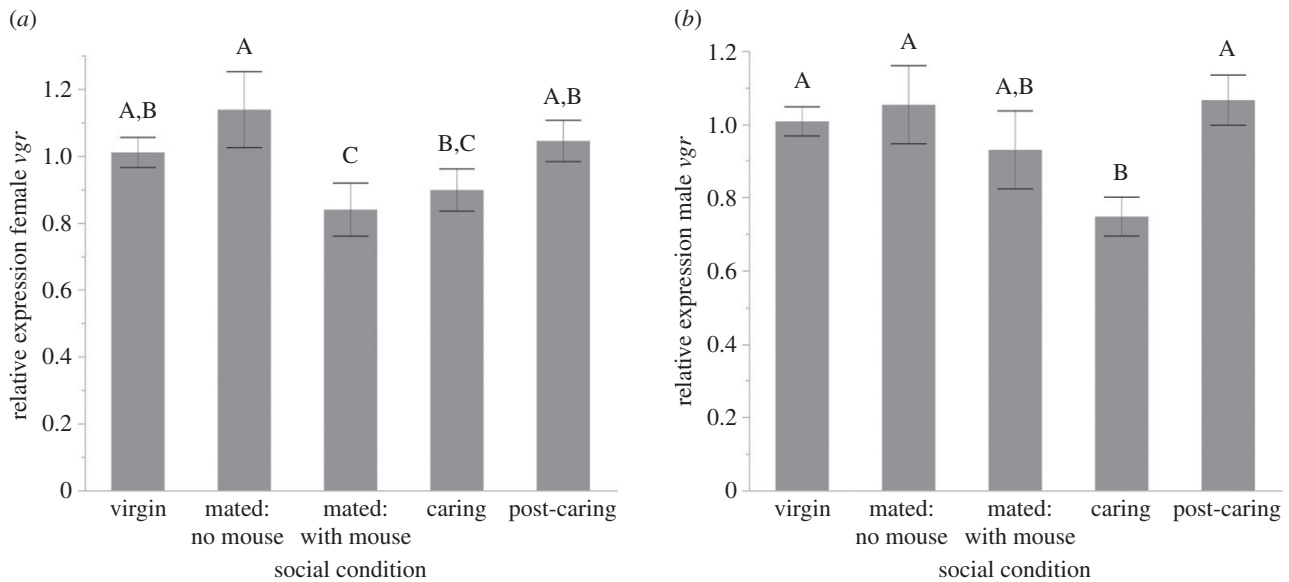 (a)
relative expression female vgr
1.2
1.0
0.8
0.6
0.4
0.2
0
A,B
A
C
B,C
A,B
virgin
mated:
no mouse
mated:
with mouse
caring
post-caring
social condition
(b)
relative expression male vgr
1.2
1.0
0.8
0.6
0.4
0.2
0
A
A
A,B
B
A
virgin
mated:
no mouse
mated:
with mouse
caring
post-caring
social condition